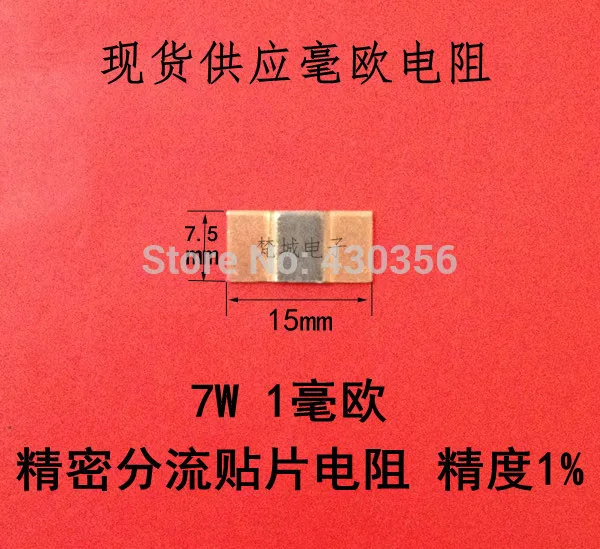 现货供应毫欧电阻
7.5
mm
梵城电子
Store No: 430356
15mm
7W 1毫欧
精密分流贴片电阻 精度1%